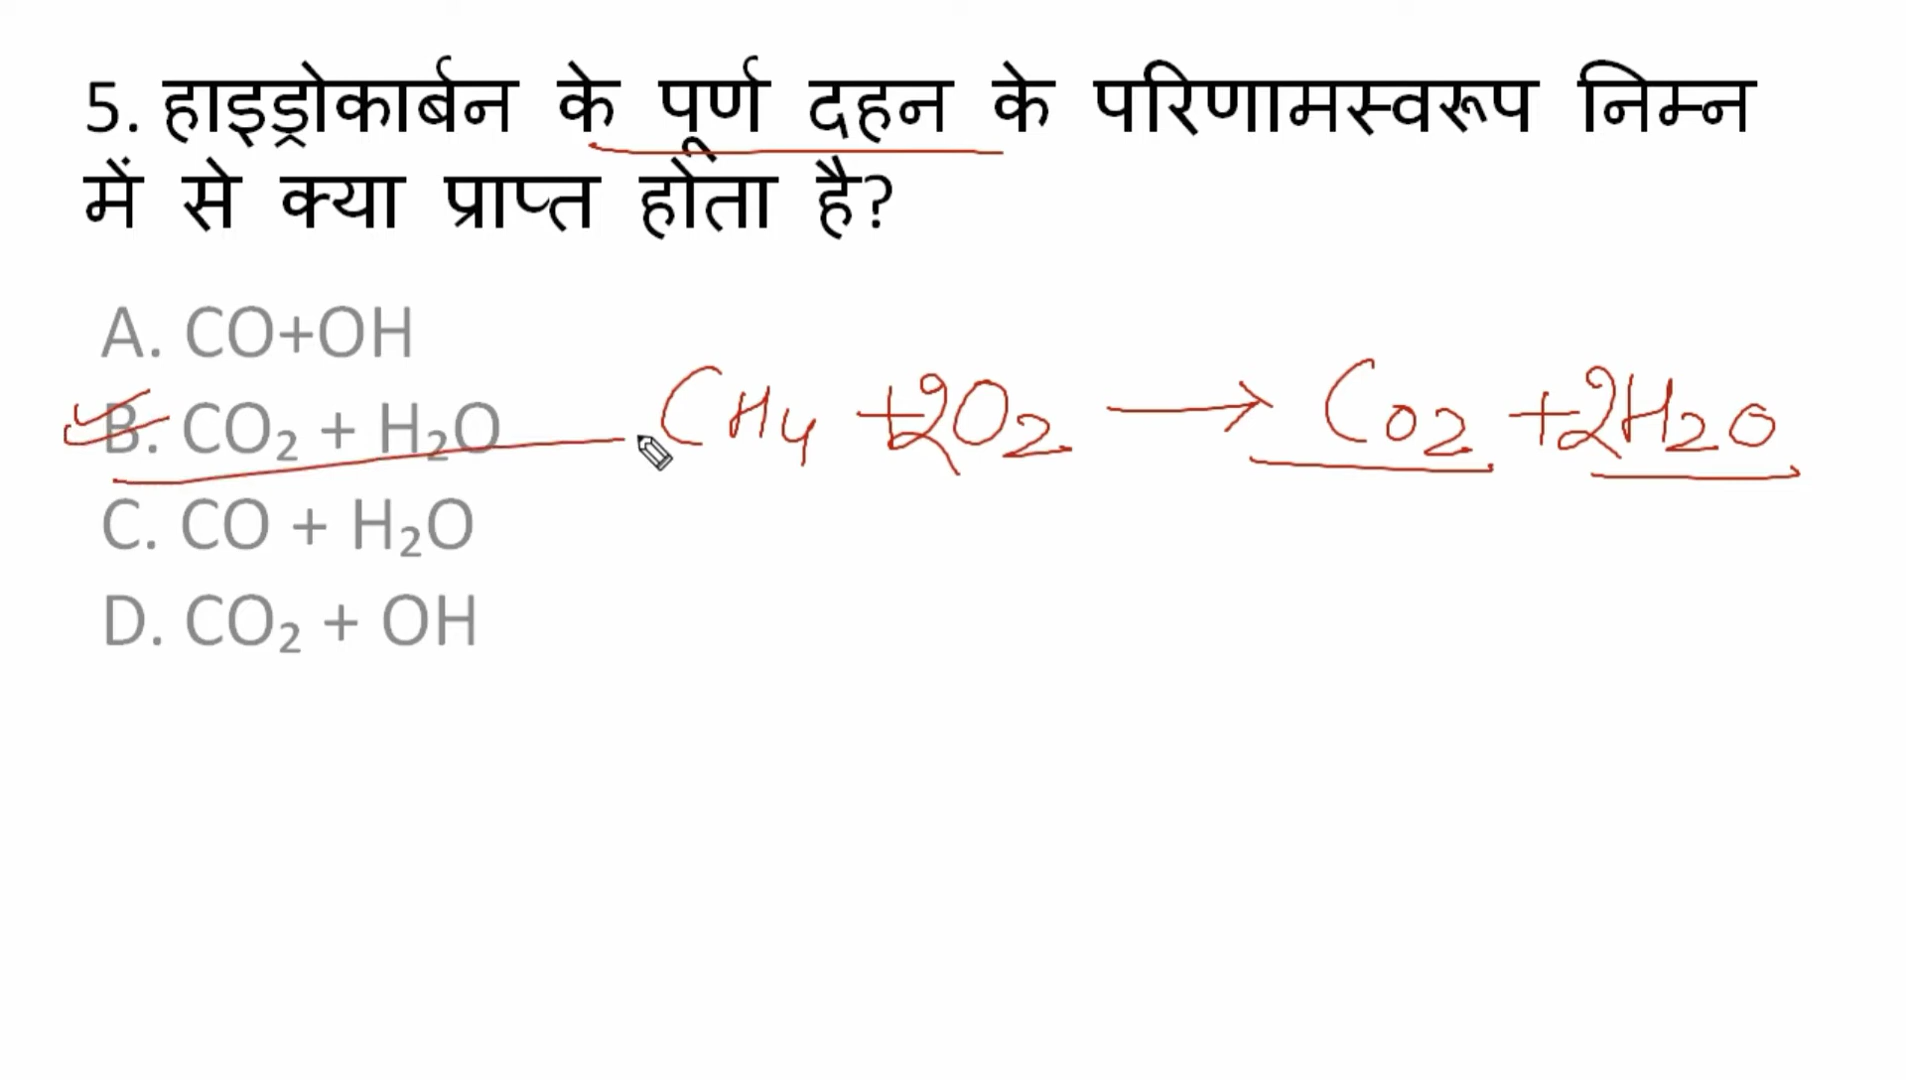 5. हाइड्रोकार्बन के पूर्ण दहन के परिणामस्वरूप निम्न
में से क्या प्राप्त होता है?
A. CO+OH
B. CO₂ + H₂O
CH4 + 2O2 → CO2 + 2H2O
C. CO + H₂O
D. CO₂ + OH